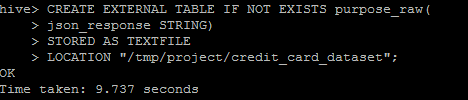 hive> CREATE EXTERNAL TABLE IF NOT EXISTS purpose_raw(
    > json_response STRING)
    > STORED AS TEXTFILE
    > LOCATION "/tmp/project/credit_card_dataset";
OK
Time taken: 9.737 seconds